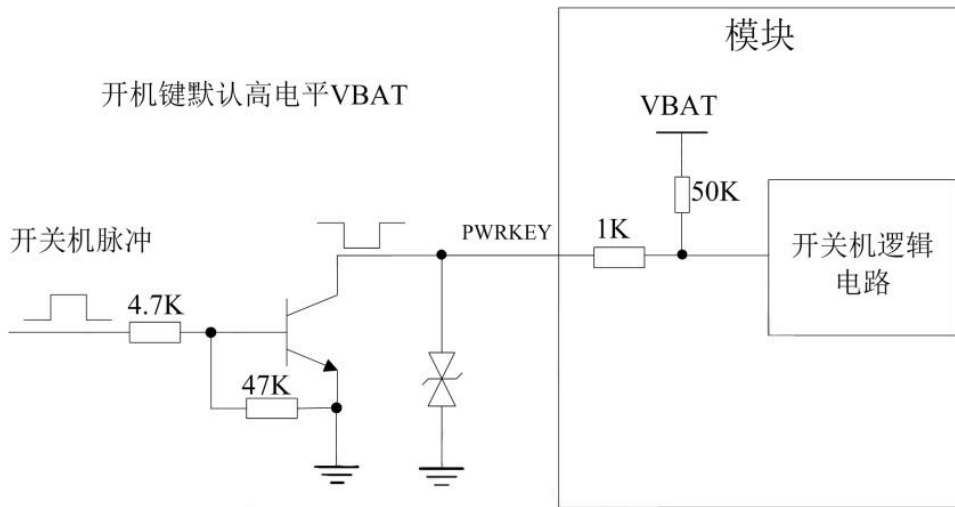 模块
开机键默认高电平VBAT
VBAT
50K
开关机脉冲
PWRKEY
1K
开关机逻辑
电路
4.7K
47K